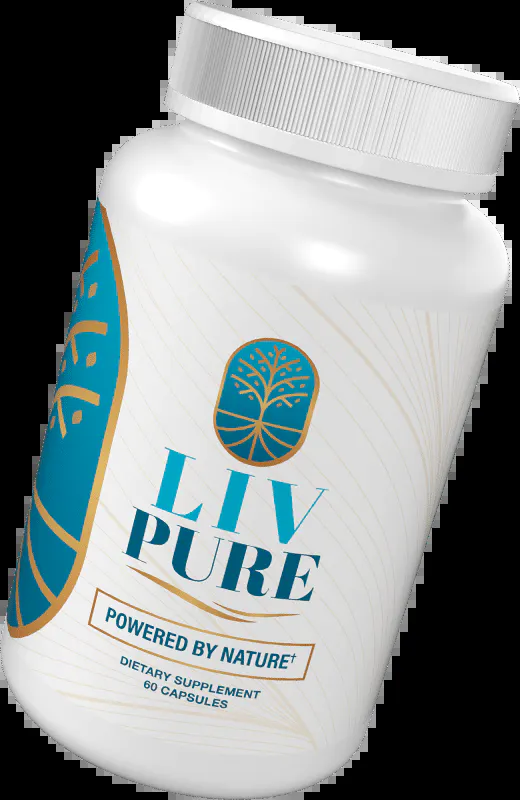 LIV
PURE
POWERED BY NATURE†
DIETARY SUPPLEMENT
60 CAPSULES